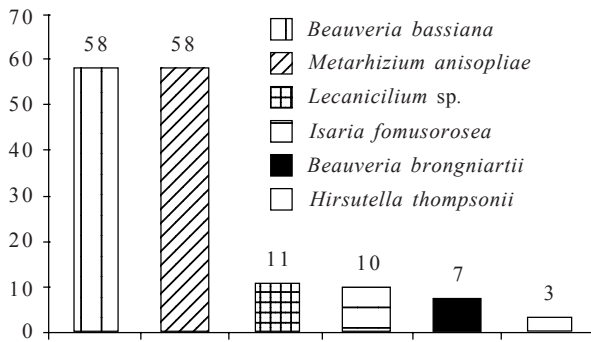 70
60
50
40
30
20
10
0
58
58
11
10
7
3
Beauveria bassiana
Metarhizium anisopliae
Lecanicilium sp.
Isaria fomusorosea
Beauveria brongniartii
Hirsutella thompsonii